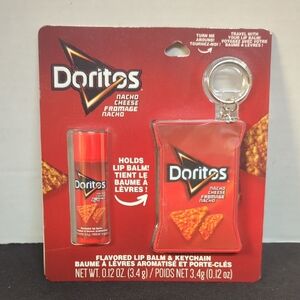 TURN ME
AROUND!
TOURNEZ-MOI!
TRAVEL WITH
YOUR LIP BALM!
VOYAGEZ AVEC VOTRE
BAUME À LÈVRES!
Doritos
NACHO
CHEESE
FROMAGE
NACHO
HOLDS
LIP BALM!
TIENT LE
BAUME À
LÈVRES!
Doritos
Doritos
NACHO
CHEESE
FROMAGE
NACHO
FLAVORED LIP BALM & KEYCHAIN
BAUME À LÈVRES AROMATISÉ ET PORTE-CLÉS
NET WT. 0.12 OZ. (3.4 g) / POIDS NET 3,4g (0.12 oz)